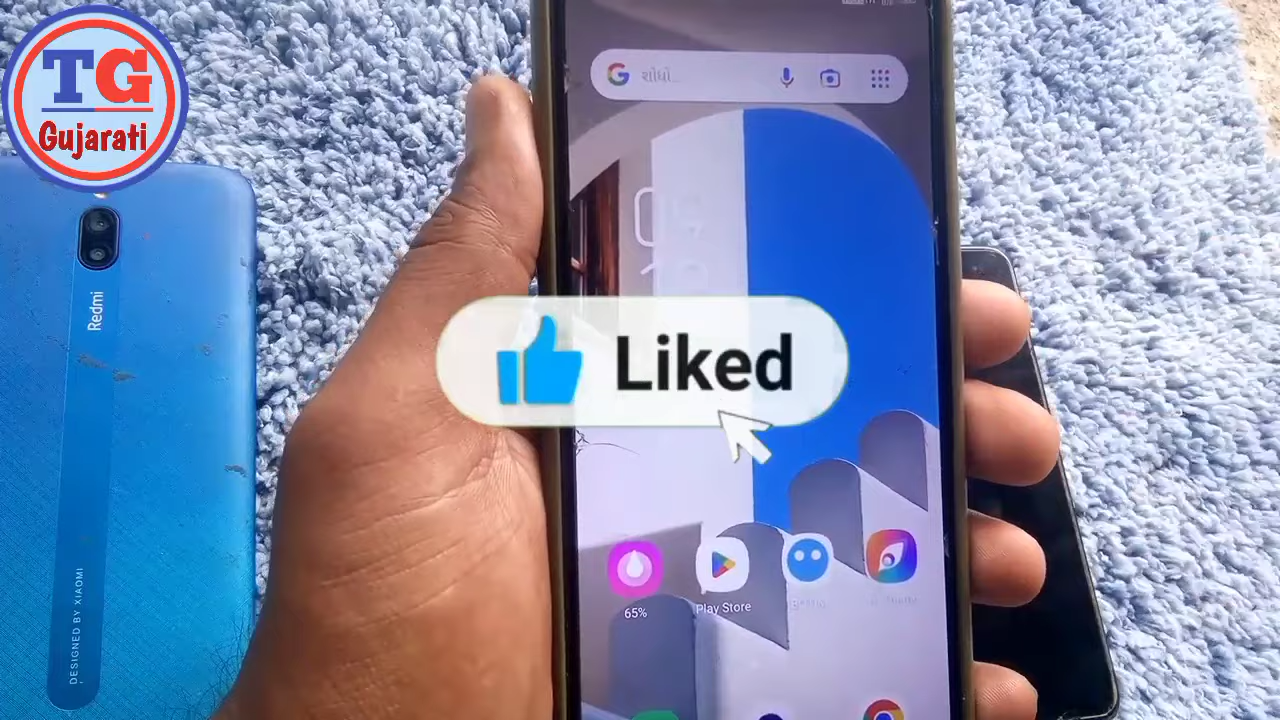 TG
Gujarati
શોધો...
Redmi
Liked
65%
Play Store
DESIGNED BY XIAOMI